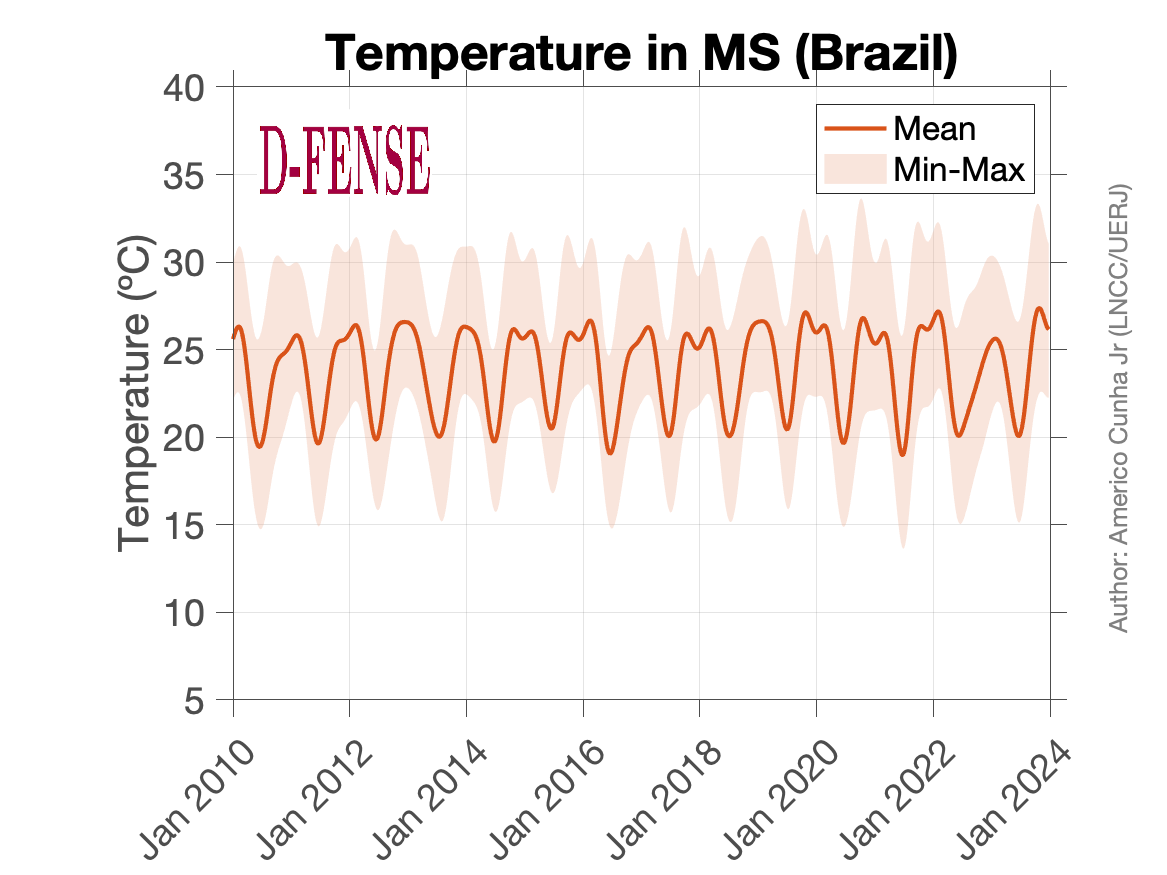 Temperature in MS (Brazil)
D-FENSE
Mean
Min-Max
Temperature (ºC)
40
35
30
25
20
15
10
5
Jan 2010
Jan 2012
Jan 2014
Jan 2016
Jan 2018
Jan 2020
Jan 2022
Jan 2024
Author: Americo Cunha Jr (LNCC/UERJ)